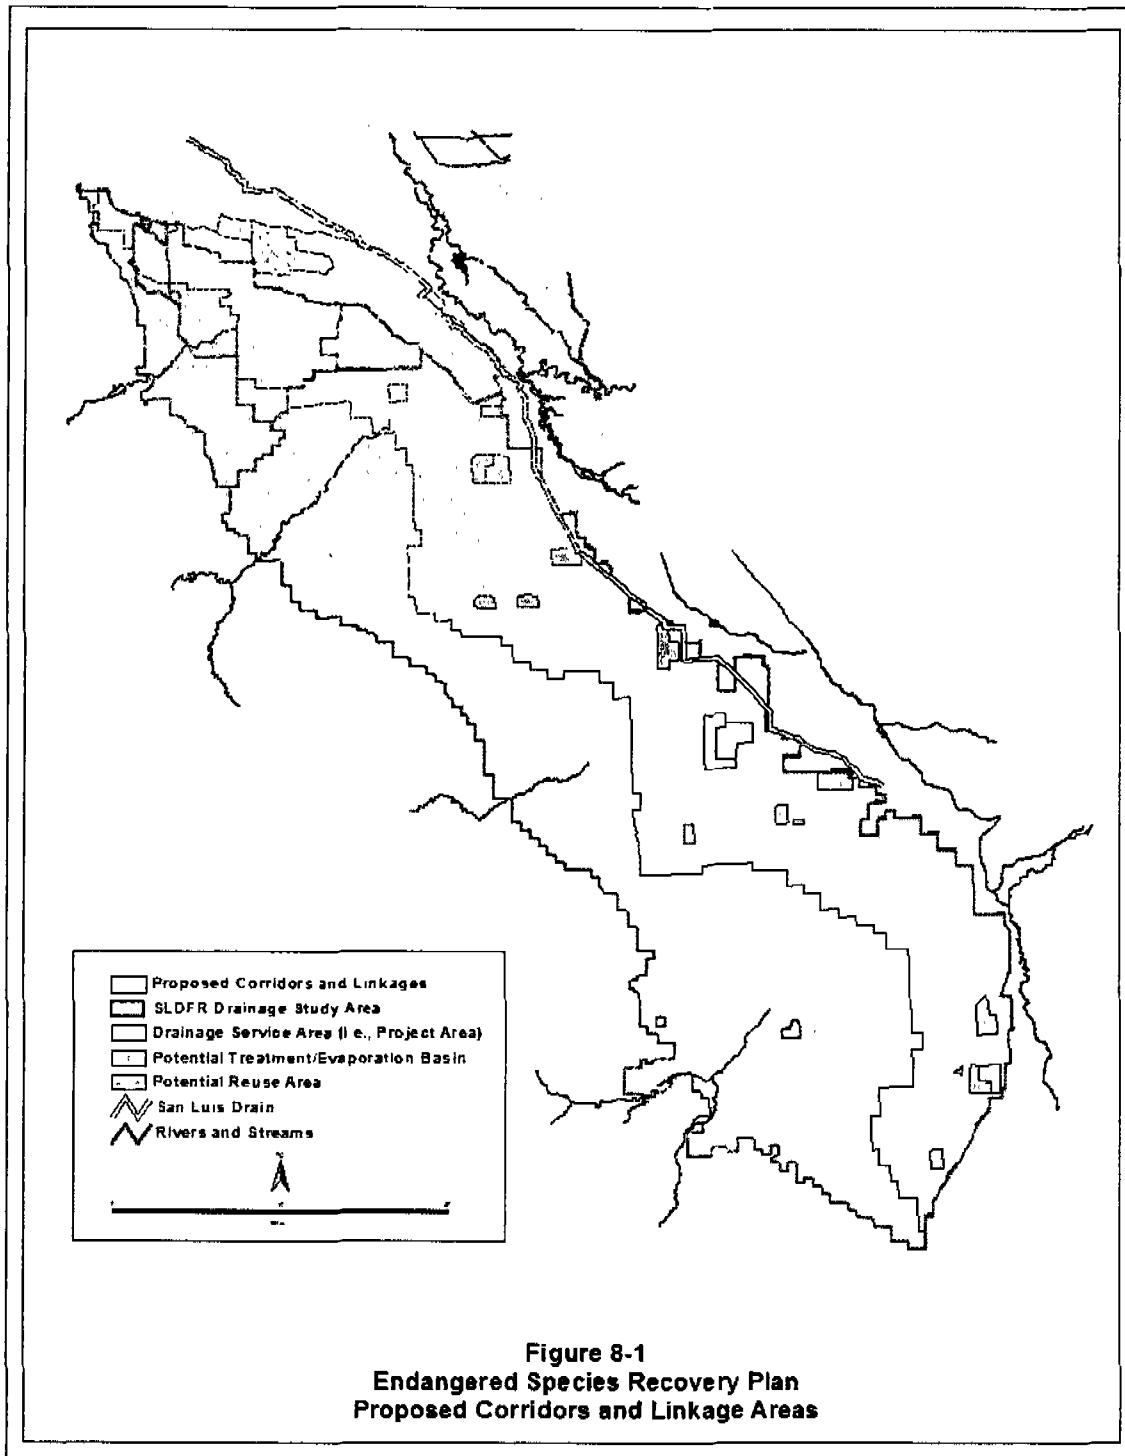 Proposed Corridors and Linkages
SLDFR Drainage Study Area
Drainage Service Area (i e., Project Area)
Potential Treatment/Evaporation Basin
Potential Reuse Area
San Luis Drain
Rivers and Streams
Figure 8-1
Endangered Species Recovery Plan
Proposed Corridors and Linkage Areas